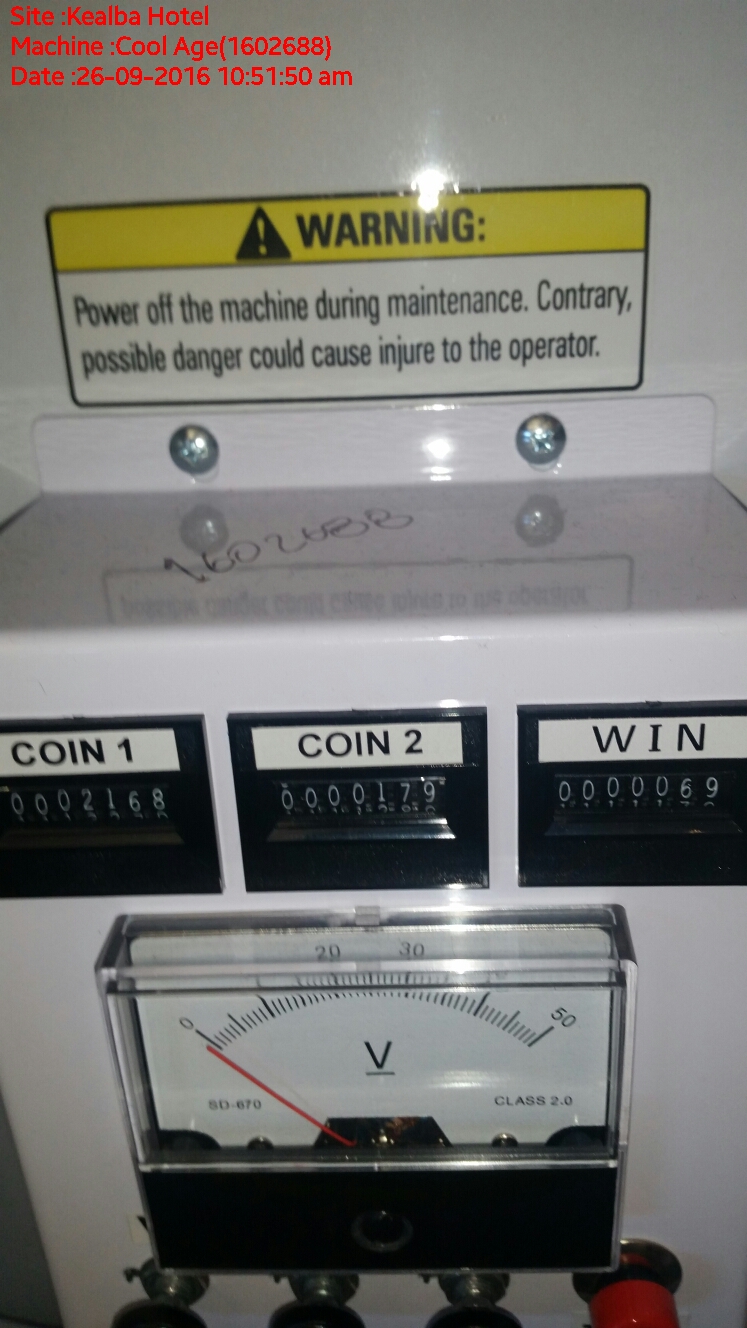 Site :Kealba Hotel
Machine :Cool Age(1602688)
Date :26-09-2016 10:51:50 am
WARNING:
Power off the machine during maintenance. Contrary,
possible danger could cause injure to the operator.
1602688
COIN 1
COIN 2
WIN
0002168
0000179
0000069
20 30
0 50
V
SD-670
CLASS 2.0